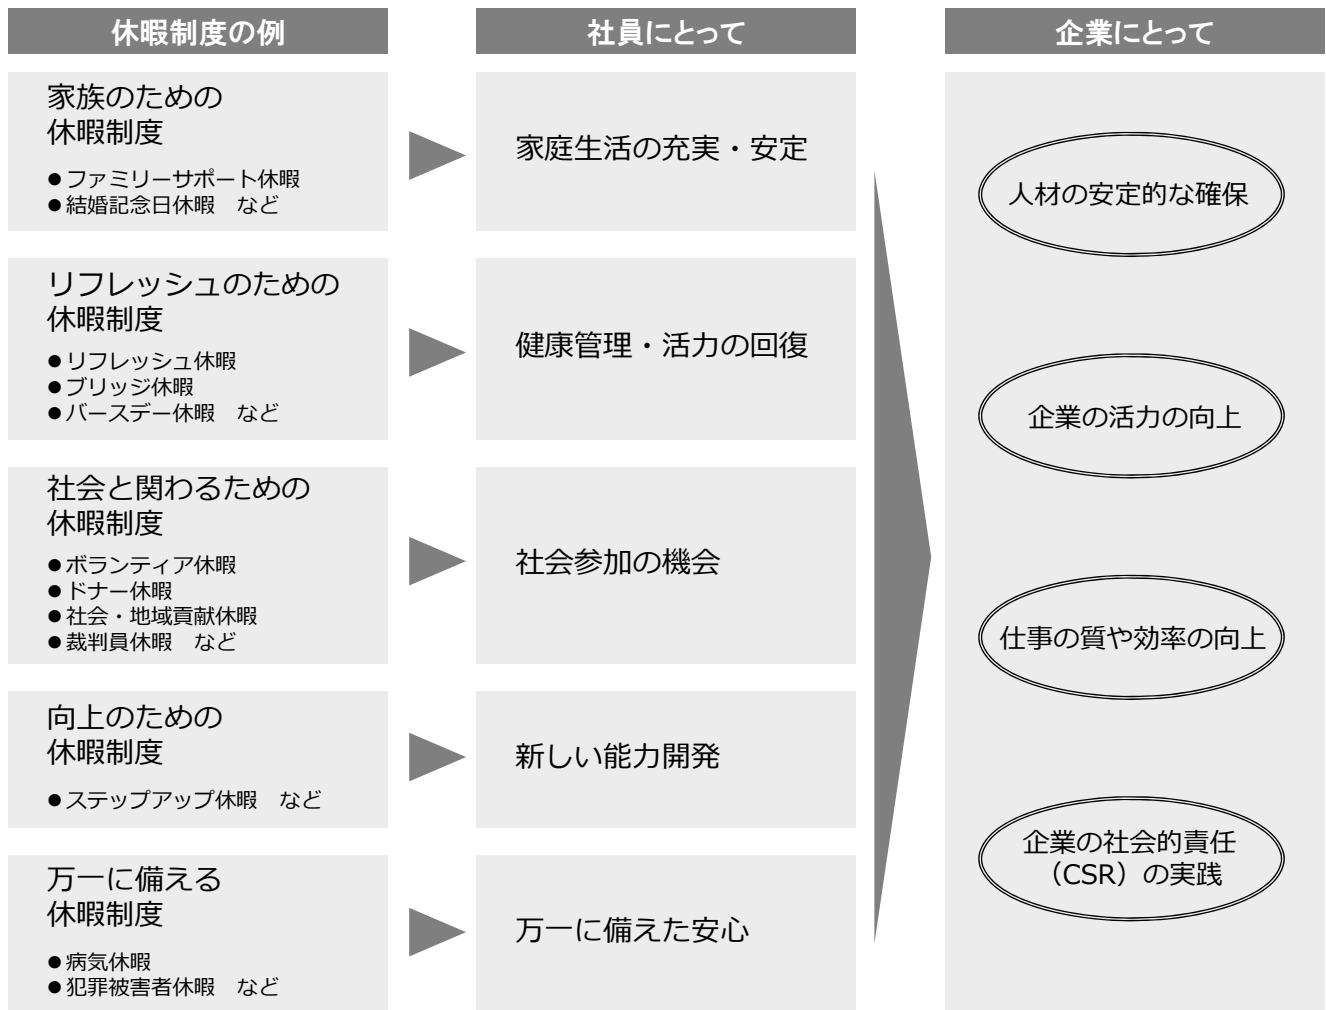 休暇制度の例
社員にとって
企業にとって
家族のための
休暇制度
●ファミリーサポート休暇
●結婚記念日休暇　など
家庭生活の充実・安定
リフレッシュのための
休暇制度
●リフレッシュ休暇
●ブリッジ休暇
●バースデー休暇　など
健康管理・活力の回復
社会と関わるための
休暇制度
●ボランティア休暇
●ドナー休暇
●社会・地域貢献休暇
●裁判員休暇　など
社会参加の機会
向上のための
休暇制度
●ステップアップ休暇　など
新しい能力開発
万一に備える
休暇制度
●病気休暇
●犯罪被害者休暇　など
万一に備えた安心
人材の安定的な確保
企業の活力の向上
仕事の質や効率の向上
企業の社会的責任
（CSR）の実践